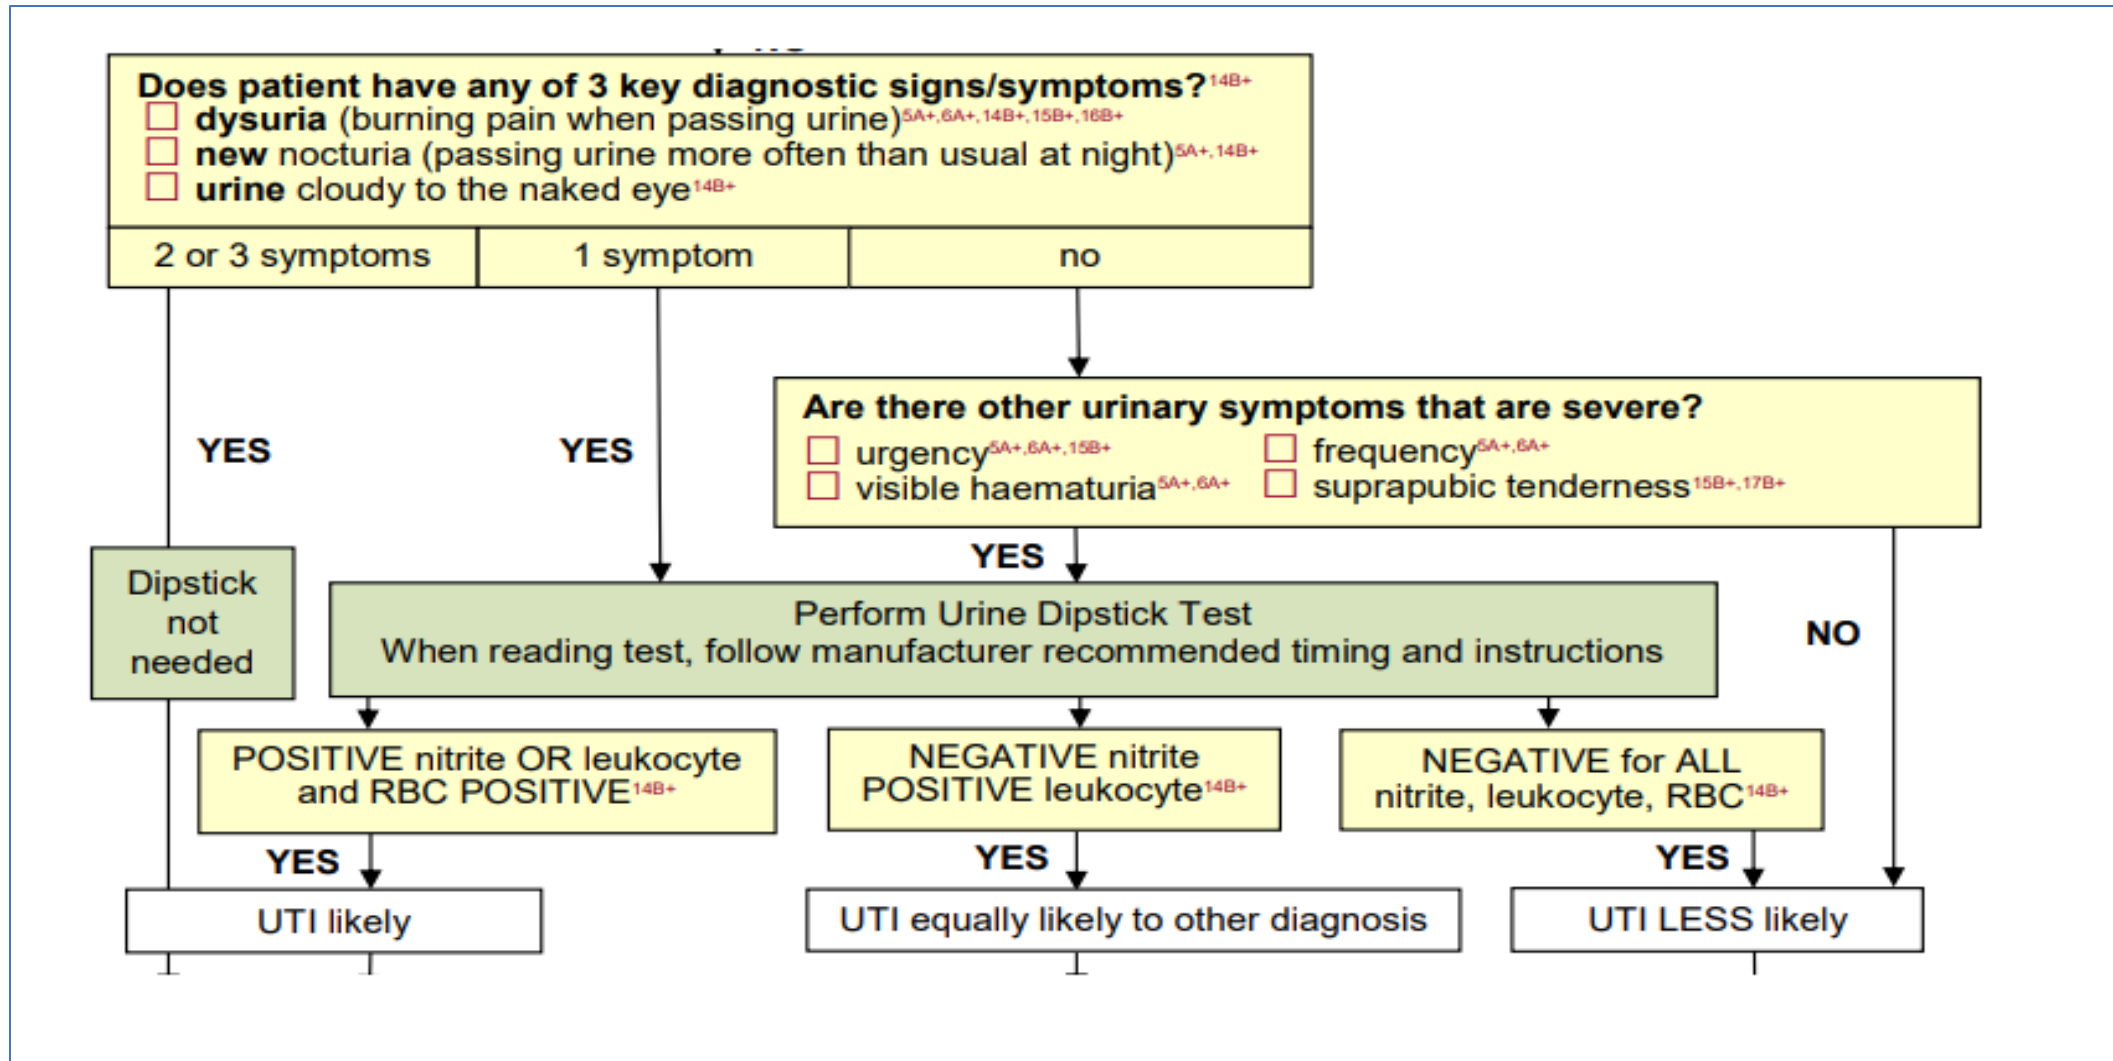 Does patient have any of 3 key diagnostic signs/symptoms?14B+
☐ dysuria (burning pain when passing urine)5A+,6A+,14B+,15B+,16B+
☐ new nocturia (passing urine more often than usual at night)5A+,14B+
☐ urine cloudy to the naked eye14B+
2 or 3 symptoms
1 symptom
no
YES
YES
Are there other urinary symptoms that are severe?
☐ urgency5A+,6A+,15B+
☐ frequency5A+,6A+
☐ visible haematuria5A+,6A+
☐ suprapubic tenderness15B+,17B+
YES
NO
Dipstick
not
needed
Perform Urine Dipstick Test
When reading test, follow manufacturer recommended timing and instructions
POSITIVE nitrite OR leukocyte
and RBC POSITIVE14B+
NEGATIVE nitrite
POSITIVE leukocyte14B+
NEGATIVE for ALL
nitrite, leukocyte, RBC14B+
YES
YES
YES
UTI likely
UTI equally likely to other diagnosis
UTI LESS likely